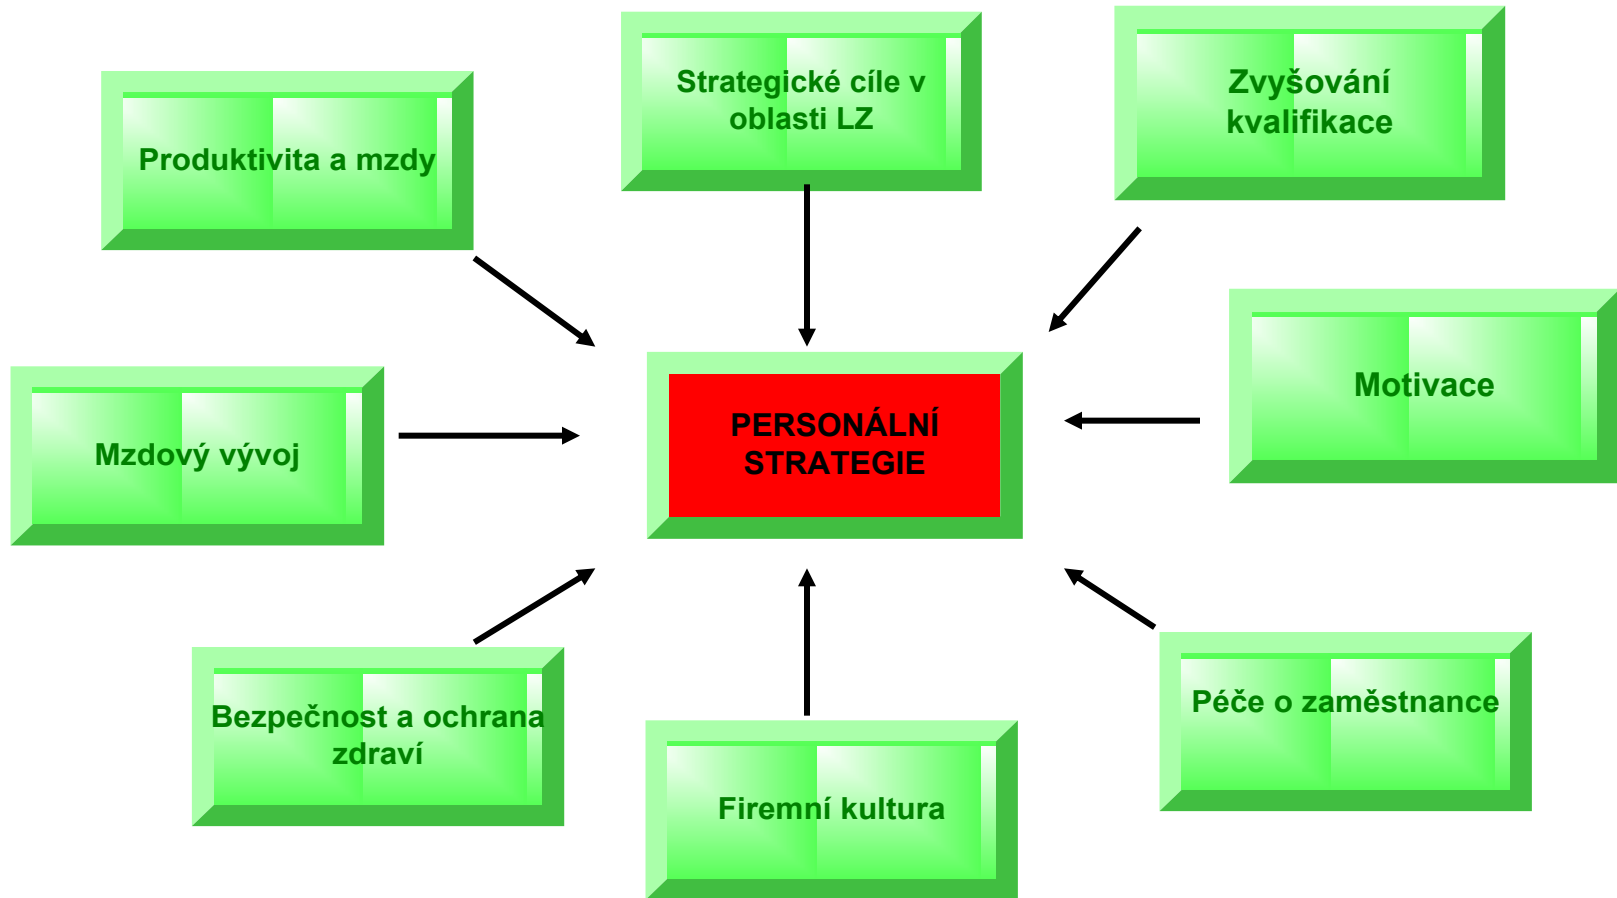 Strategické cíle v
oblasti LZ
Zvyšování
kvalifikace
Produktivita a mzdy
Motivace
PERSONÁLNÍ
STRATEGIE
Mzdový vývoj
Péče o zaměstnance
Bezpečnost a ochrana
zdraví
Firemní kultura